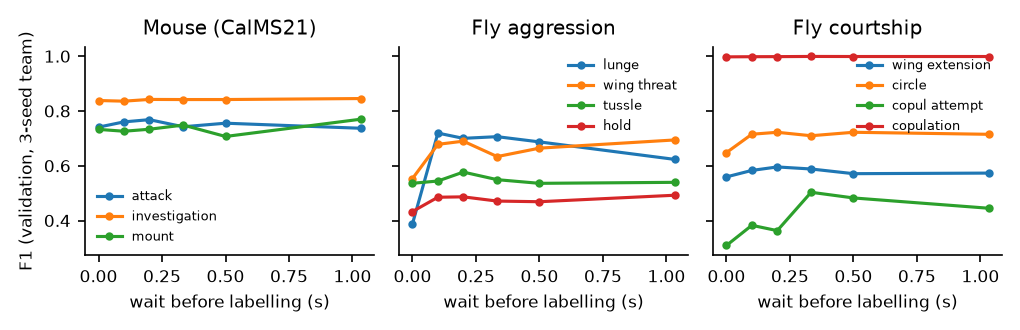 Mouse (CalMS21)
Fly aggression
Fly courtship
F1 (validation, 3-seed team)
1.0
0.8
0.6
0.4
attack
investigation
mount
lunge
wing threat
tussle
hold
wing extension
circle
copul attempt
copulation
0.00 0.25 0.50 0.75 1.00
0.00 0.25 0.50 0.75 1.00
0.00 0.25 0.50 0.75 1.00
wait before labelling (s)
wait before labelling (s)
wait before labelling (s)